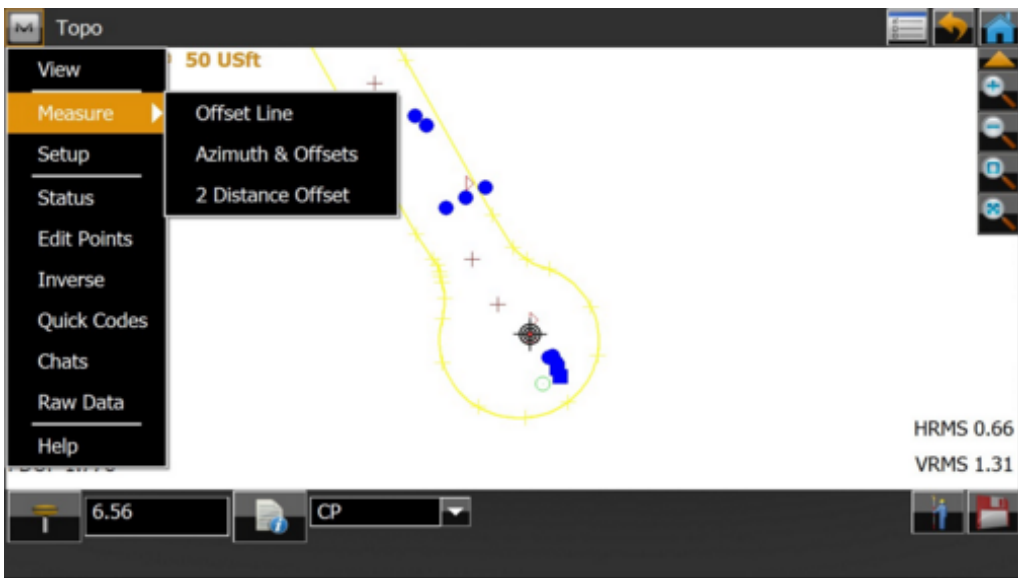 Topo
50 USft
View
Measure
Offset Line
Azimuth & Offsets
2 Distance Offset
Setup
Status
Edit Points
Inverse
Quick Codes
Chats
Raw Data
Help
HRMS 0.66
VRMS 1.31
6.56
CP